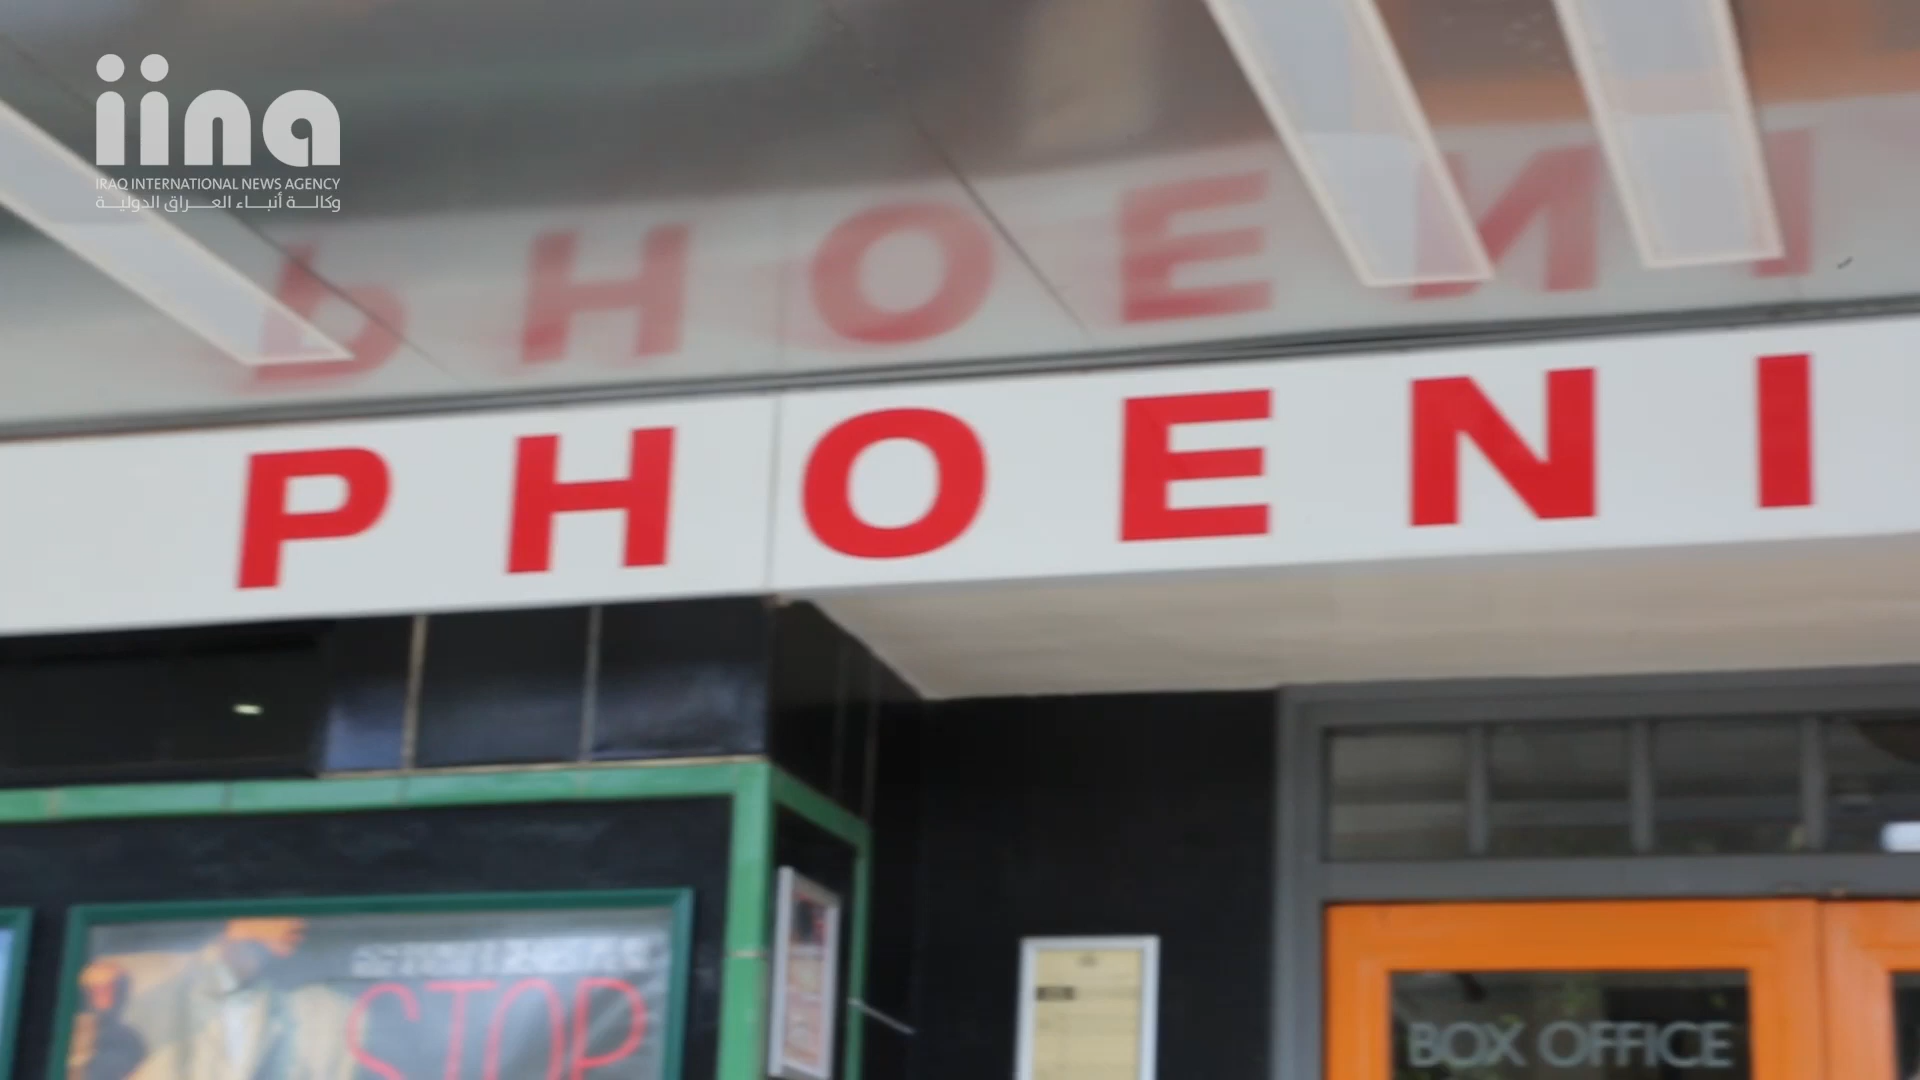 iina
IRAQ INTERNATIONAL NEWS AGENCY
وكالة أنباء العراق الدولية
PHOENI
STOP
BOX OFFICE